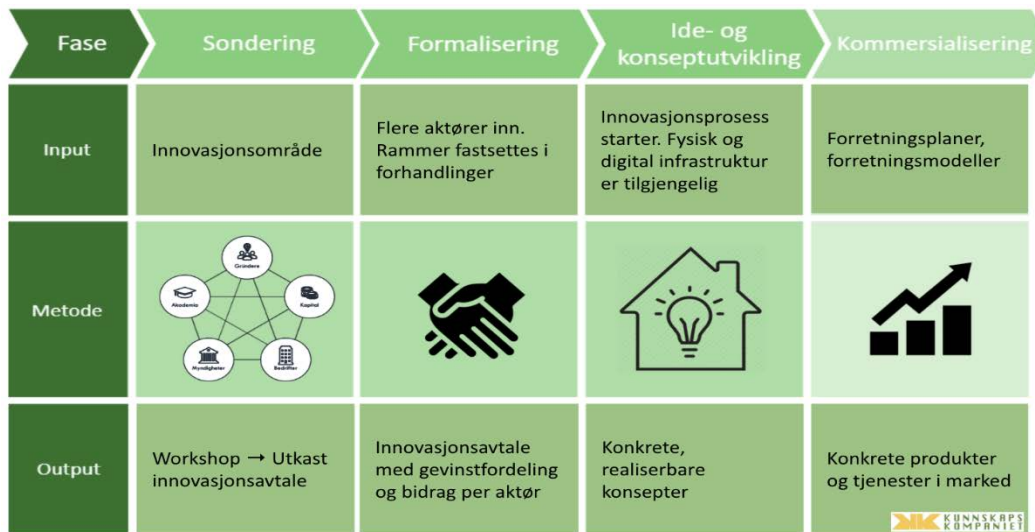 Fase
Sondering
Formalisering
Ide- og
konseptutvikling
Kommersialisering
Input
Innovasjonsområde
Flere aktører inn.
Rammer fastsettes i
forhandlinger
Innovasjonsprosess
starter. Fysisk og
digital infrastruktur
er tilgjengelig
Forretningsplaner,
forretningsmodeller
Metode
Gründere
Akademia
Kapital
Myndigheter
Bedrifter
Output
Workshop → Utkast
innovasjonsavtale
Innovasjonsavtale
med gevinstfordeling
og bidrag per aktør
Konkrete,
realiserbare
konsepter
Konkrete produkter
og tjenester i marked
KUNNSKAPS
KOMPANIET